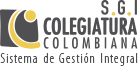 S.G.I
COLEGIATURA
COLOMBIANA
Sistema de Gestión Integral